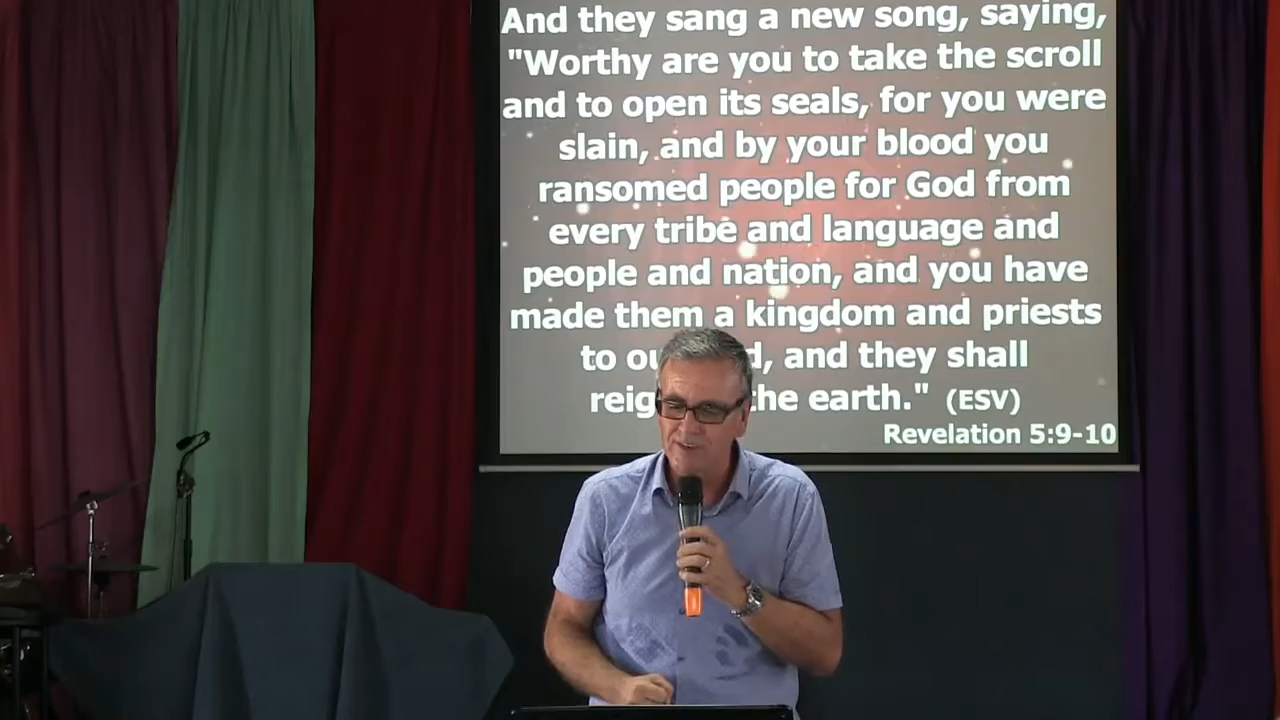 And they sang a new song, saying,
"Worthy are you to take the scroll
and to open its seals, for you were
slain, and by your blood you
ransomed people for God from
every tribe and language and
people and nation, and you have
made them a kingdom and priests
to and they shall
the earth." (ESV)
Revelation 5:9-10